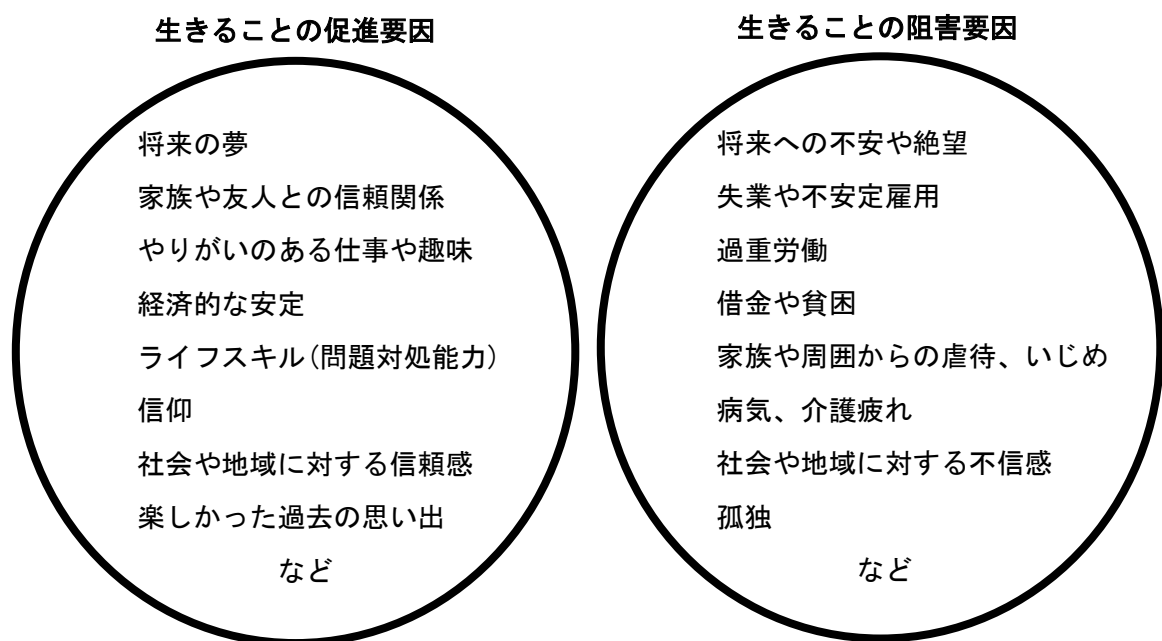 生きることの促進要因
将来の夢
家族や友人との信頼関係
やりがいのある仕事や趣味
経済的な安定
ライフスキル(問題対処能力)
信仰
社会や地域に対する信頼感
楽しかった過去の思い出
など
生きることの阻害要因
将来への不安や絶望
失業や不安定雇用
過重労働
借金や貧困
家族や周囲からの虐待、いじめ
病気、介護疲れ
社会や地域に対する不信感
孤独
など